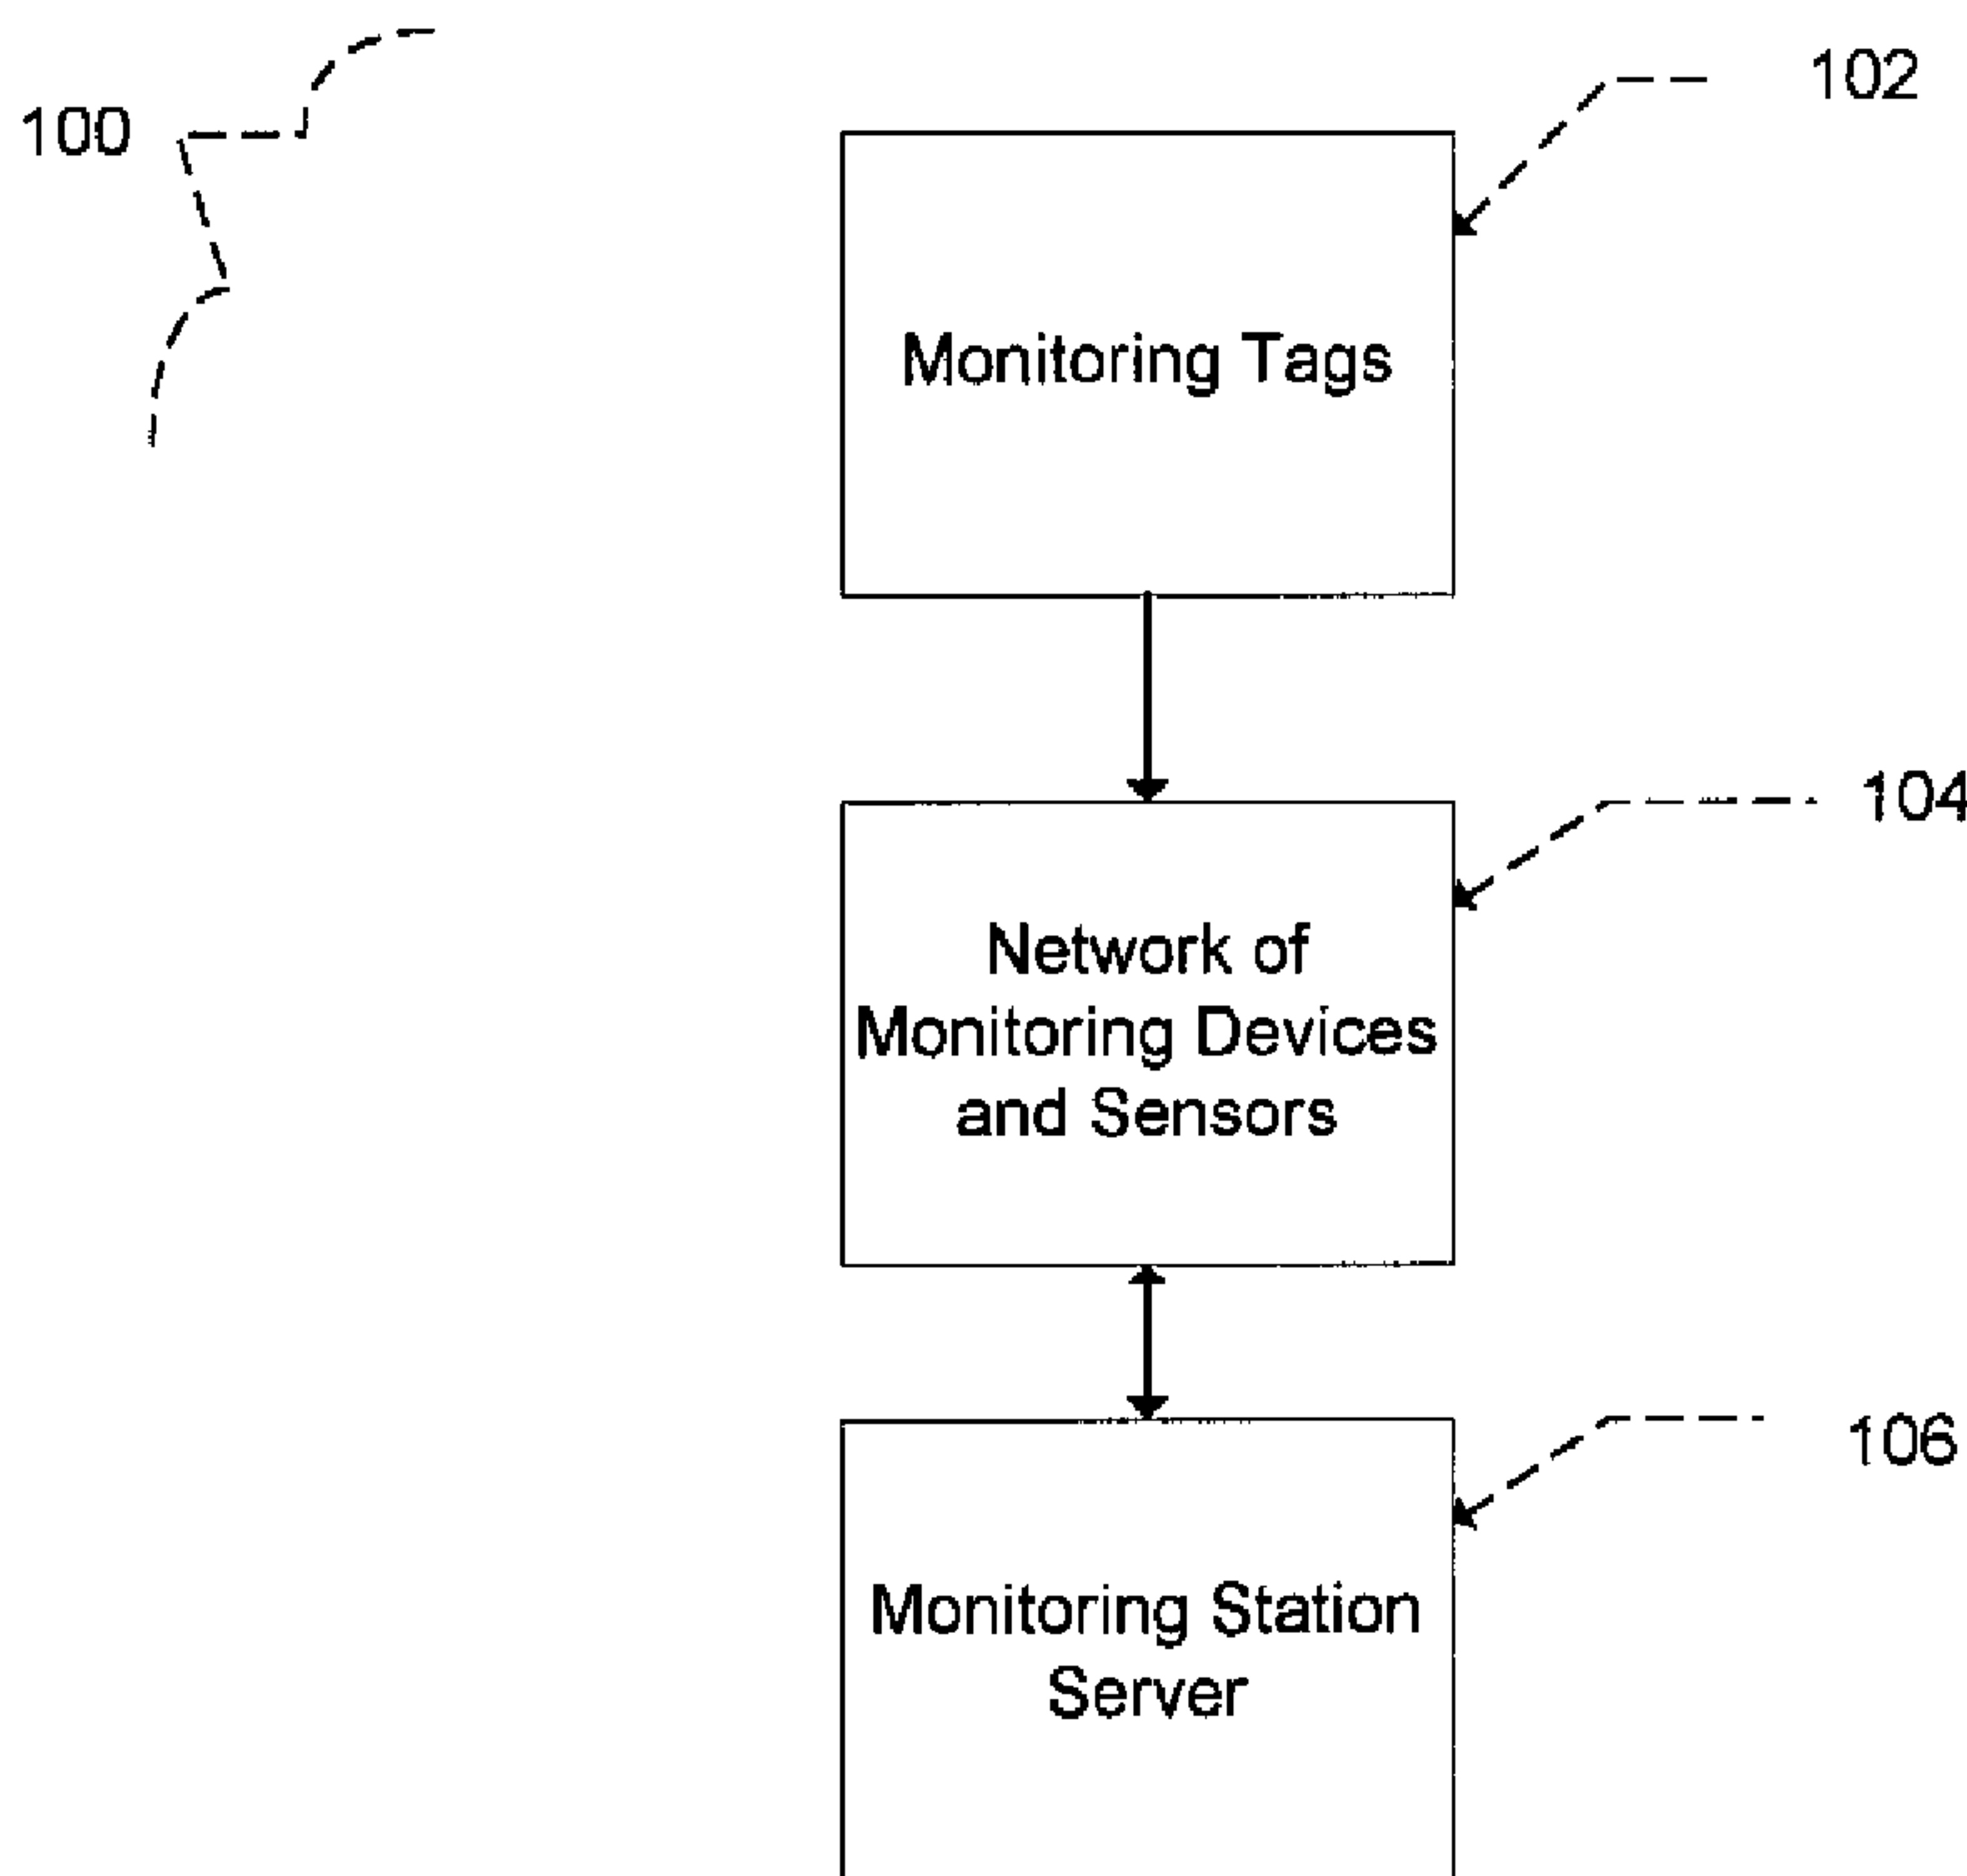 100
102
Monitoring Tags
104
Network of
Monitoring Devices
and Sensors
106
Monitoring Station
Server